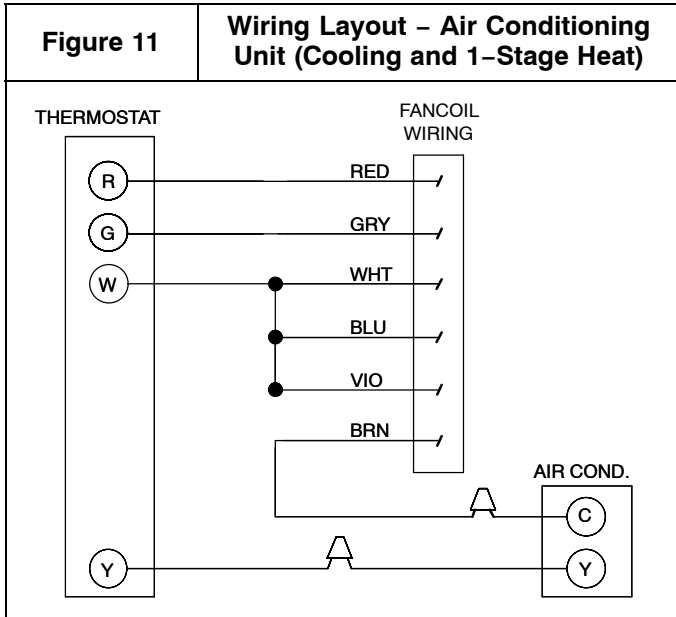 Figure 11
Wiring Layout – Air Conditioning
Unit (Cooling and 1–Stage Heat)
THERMOSTAT
FANCOIL
WIRING
R
RED
G
GRY
W
WHT
BLU
VIO
BRN
AIR COND.
C
Y
Y